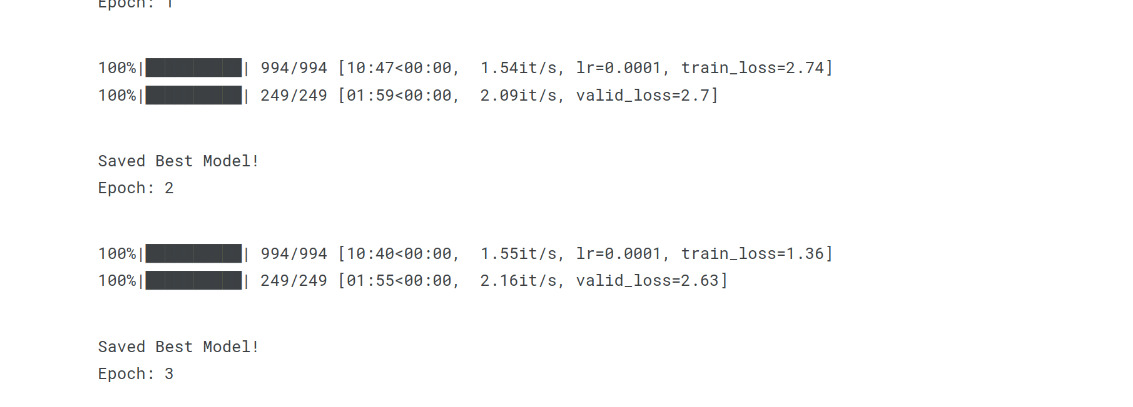 Epoch: 1
100%|██████████| 994/994 [10:47<00:00,  1.54it/s, lr=0.0001, train_loss=2.74]
100%|██████████| 249/249 [01:59<00:00,  2.09it/s, valid_loss=2.7]
Saved Best Model!
Epoch: 2
100%|██████████| 994/994 [10:40<00:00,  1.55it/s, lr=0.0001, train_loss=1.36]
100%|██████████| 249/249 [01:55<00:00,  2.16it/s, valid_loss=2.63]
Saved Best Model!
Epoch: 3